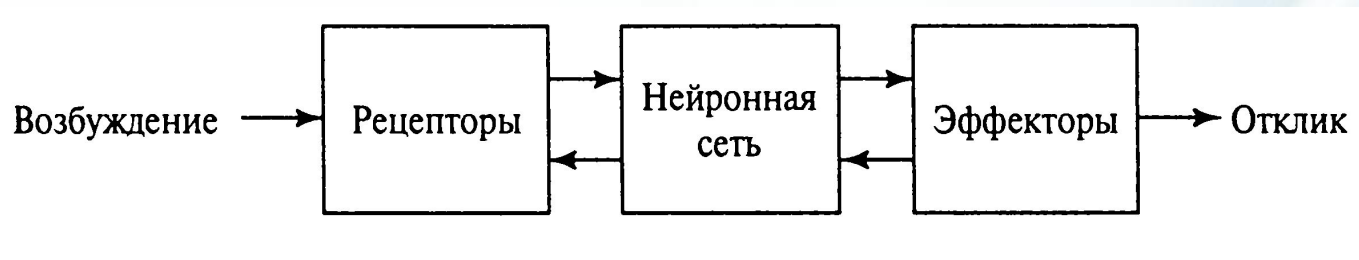 Возбуждение
Рецепторы
Нейронная
сеть
Эффекторы
Отклик